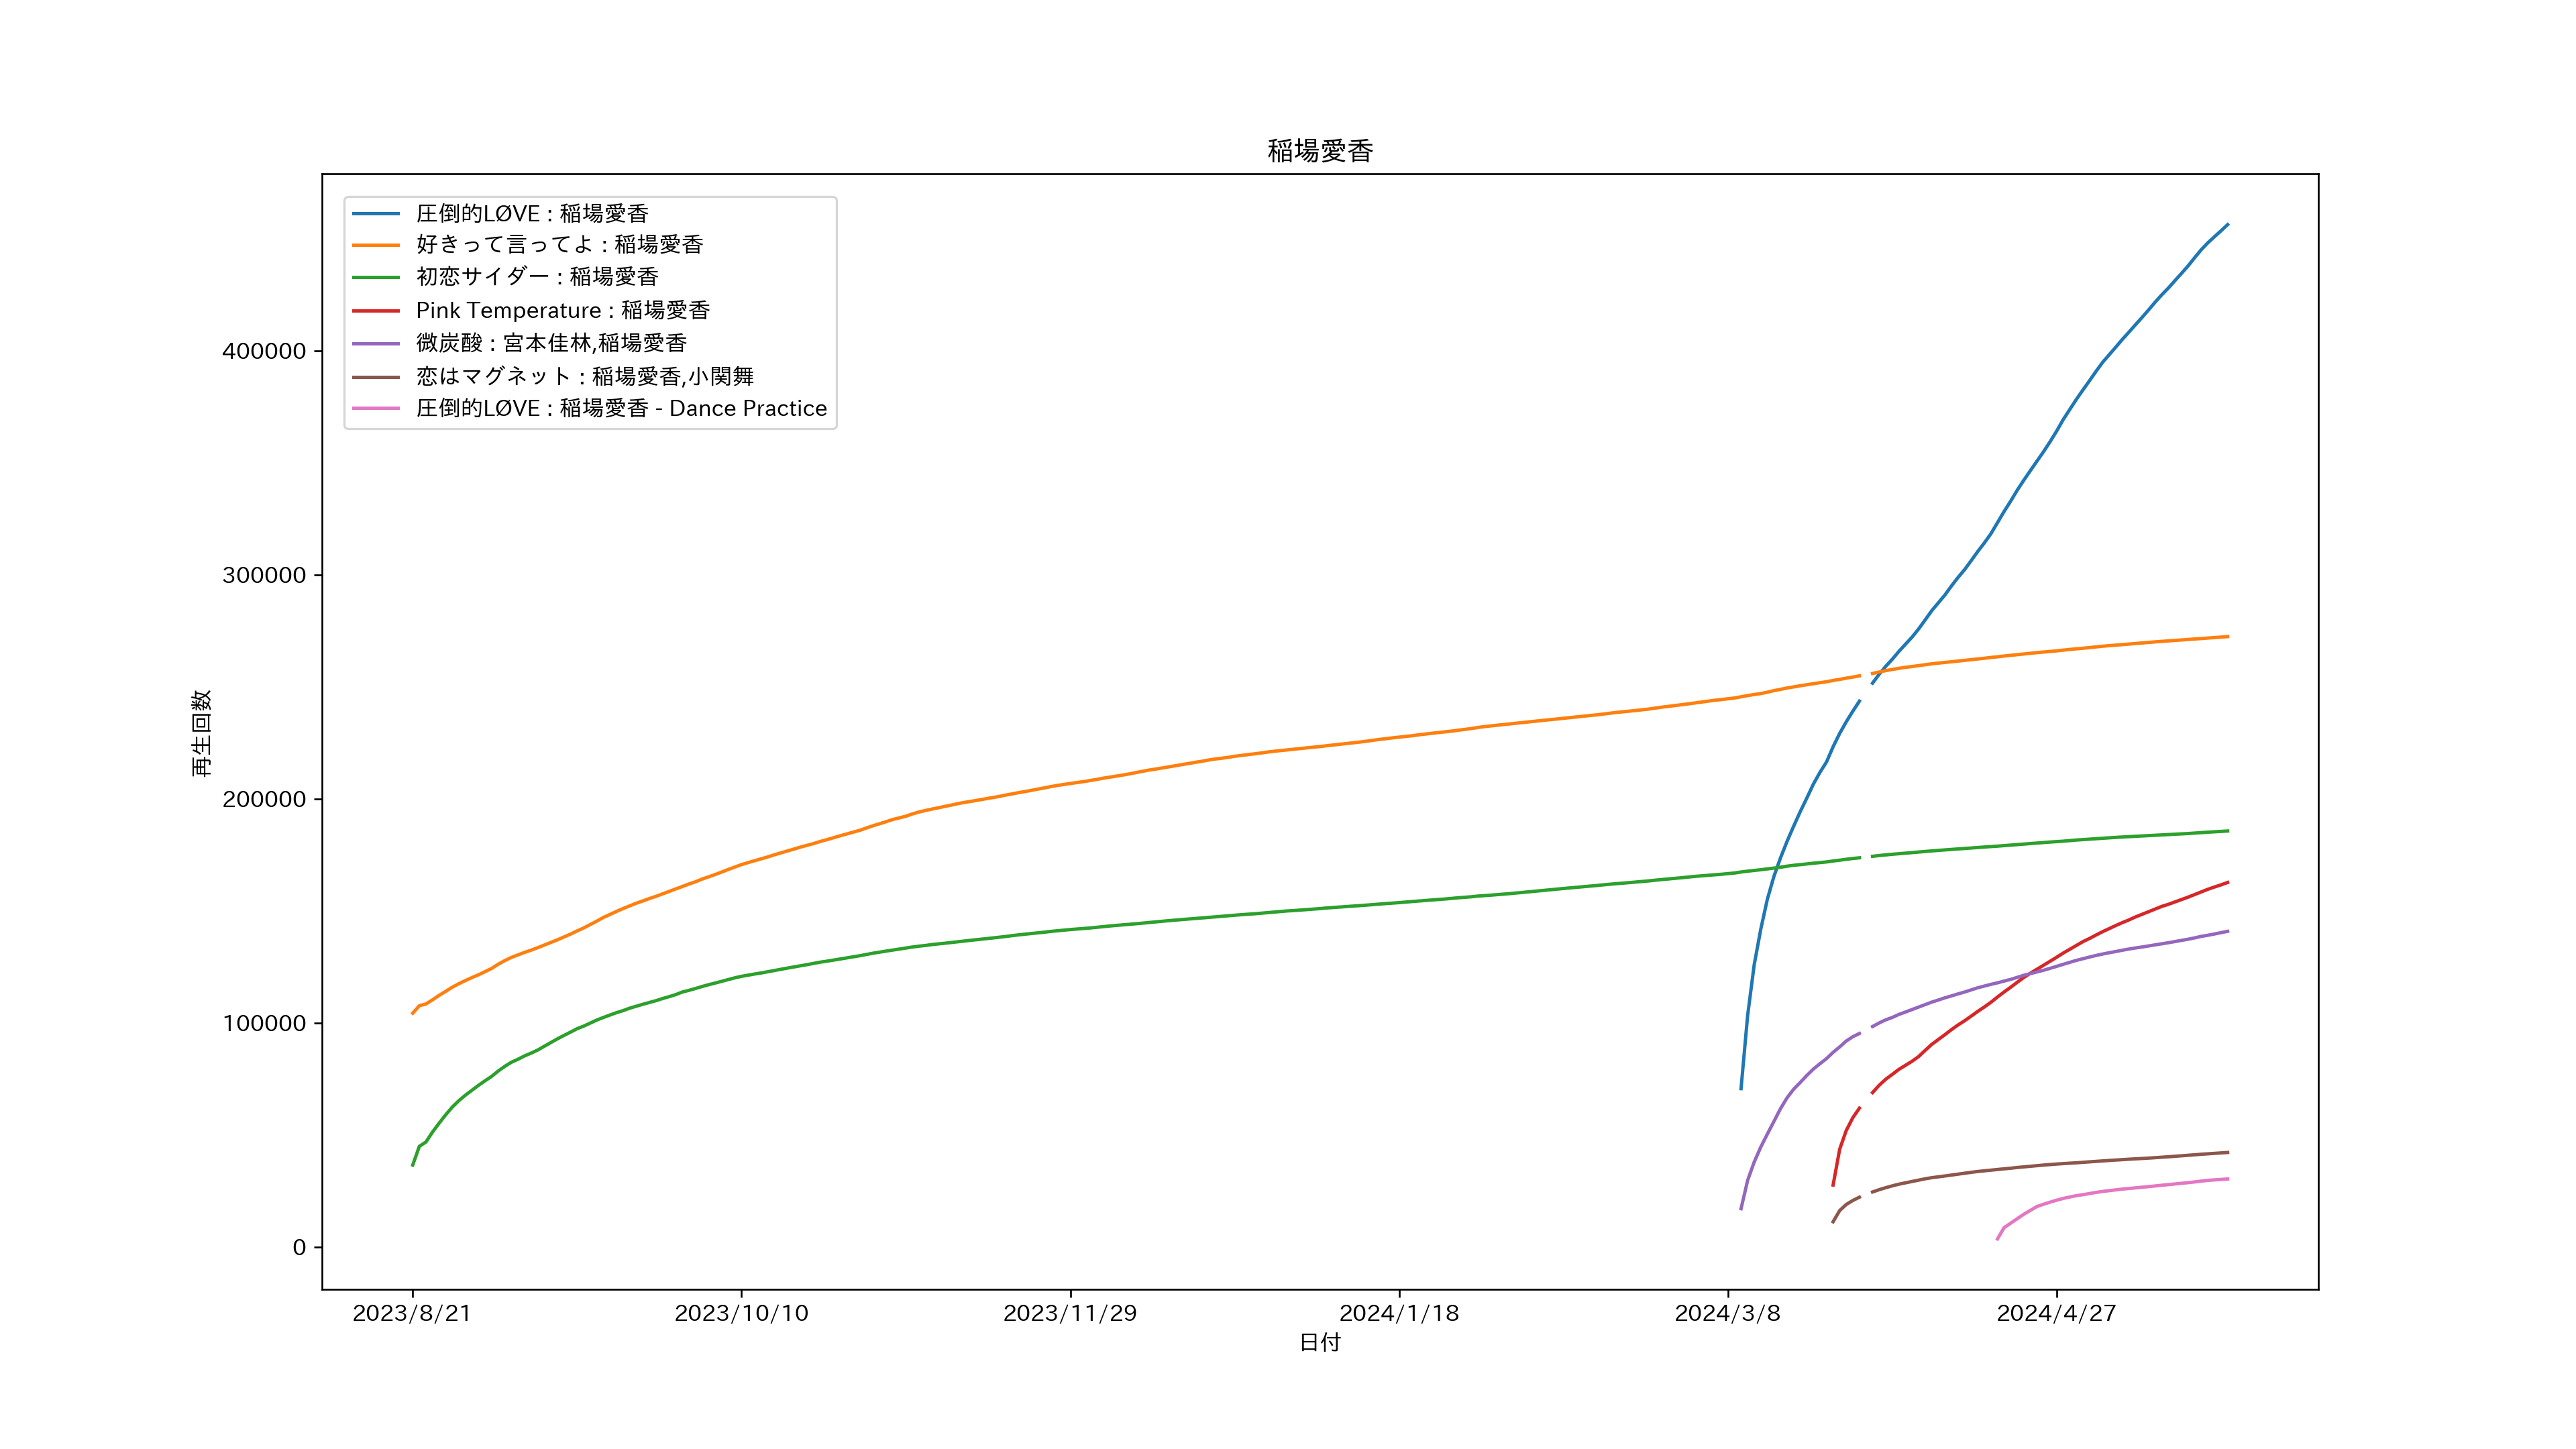 稲場愛香
圧倒的LØVE : 稲場愛香
好きって言ってよ : 稲場愛香
初恋サイダー : 稲場愛香
Pink Temperature : 稲場愛香
微炭酸 : 宮本佳林,稲場愛香
恋はマグネット : 稲場愛香,小関舞
圧倒的LØVE : 稲場愛香 - Dance Practice
400000
300000
200000
100000
0
再生回数
2023/8/21
2023/10/10
2023/11/29
2024/1/18
2024/3/8
2024/4/27
日付